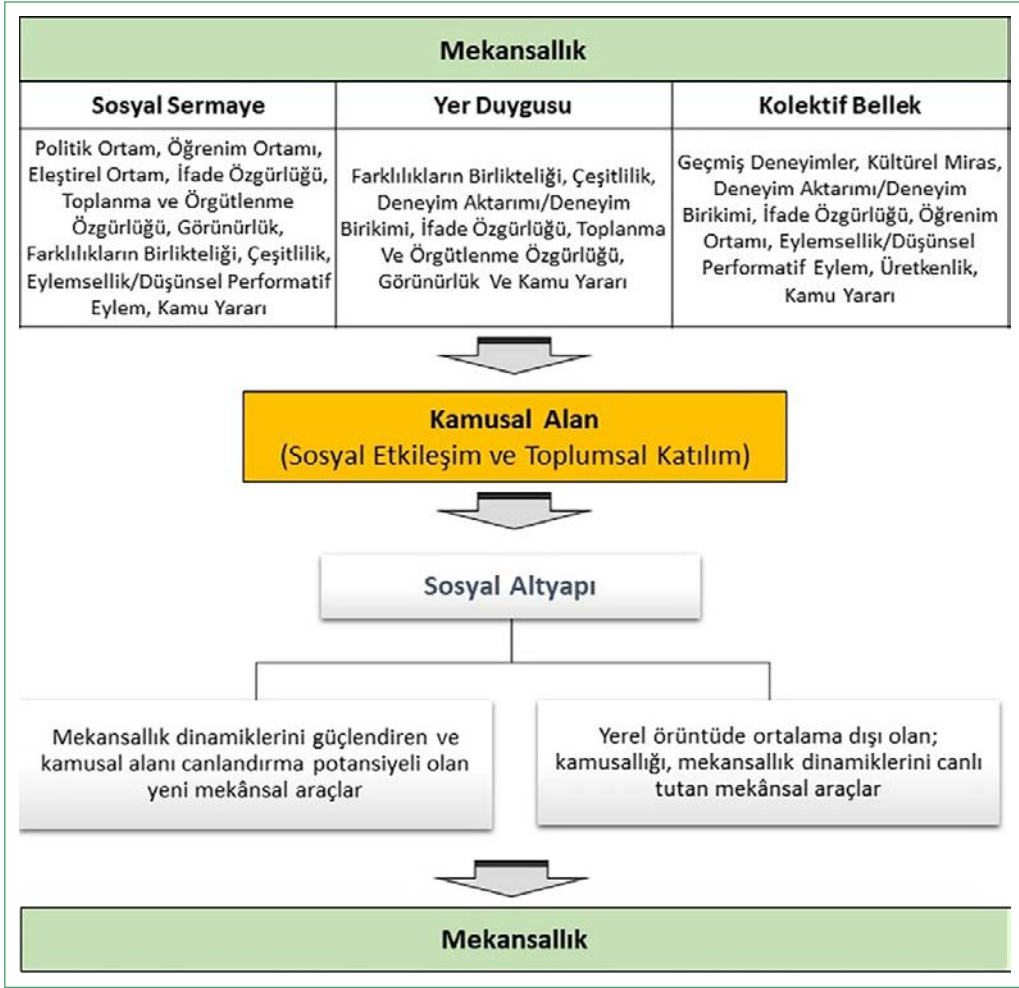 Mekansallık
Sosyal Sermaye
Politik Ortam, Öğrenim Ortamı,
Eleştirel Ortam, İfade Özgürlüğü,
Toplanma ve Örgütlenme
Özgürlüğü, Görünürlük,
Farklılıkların Birlikteliği, Çeşitlilik,
Eylemsellik/Düşünsel Performatif
Eylem, Kamu Yararı
Yer Duygusu
Farklılıkların Birlikteliği, Çeşitlilik,
Deneyim Aktarımı/Deneyim
Birikimi, İfade Özgürlüğü, Toplanma
Ve Örgütlenme Özgürlüğü,
Görünürlük Ve Kamu Yararı
Kolektif Bellek
Geçmiş Deneyimler, Kültürel Miras,
Deneyim Aktarımı/Deneyim
Birikimi, İfade Özgürlüğü, Öğrenim
Ortamı, Eylemsellik/Düşünsel
Performatif Eylem, Üretkenlik,
Kamu Yararı
Kamusal Alan
(Sosyal Etkileşim ve Toplumsal Katılım)
Sosyal Altyapı
Mekansallık dinamiklerini güçlendiren ve
kamusal alanı canlandırma potansiyeli olan
yeni mekânsal araçlar
Yerel örüntüde ortalama dışı olan;
kamusallığı, mekansallık dinamiklerini canlı
tutan mekânsal araçlar
Mekansallık